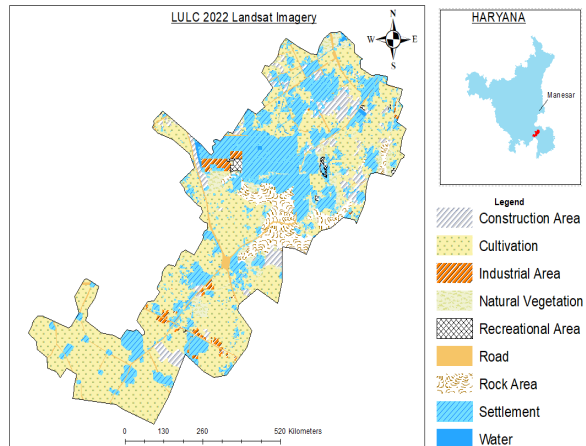 LULC 2022 Landsat Imagery
N
W
E
S
0 130 260 520 Kilometers
HARYANA
Manesar
Legend
Construction Area
Cultivation
Industrial Area
Natural Vegetation
Recreational Area
Road
Rock Area
Settlement
Water